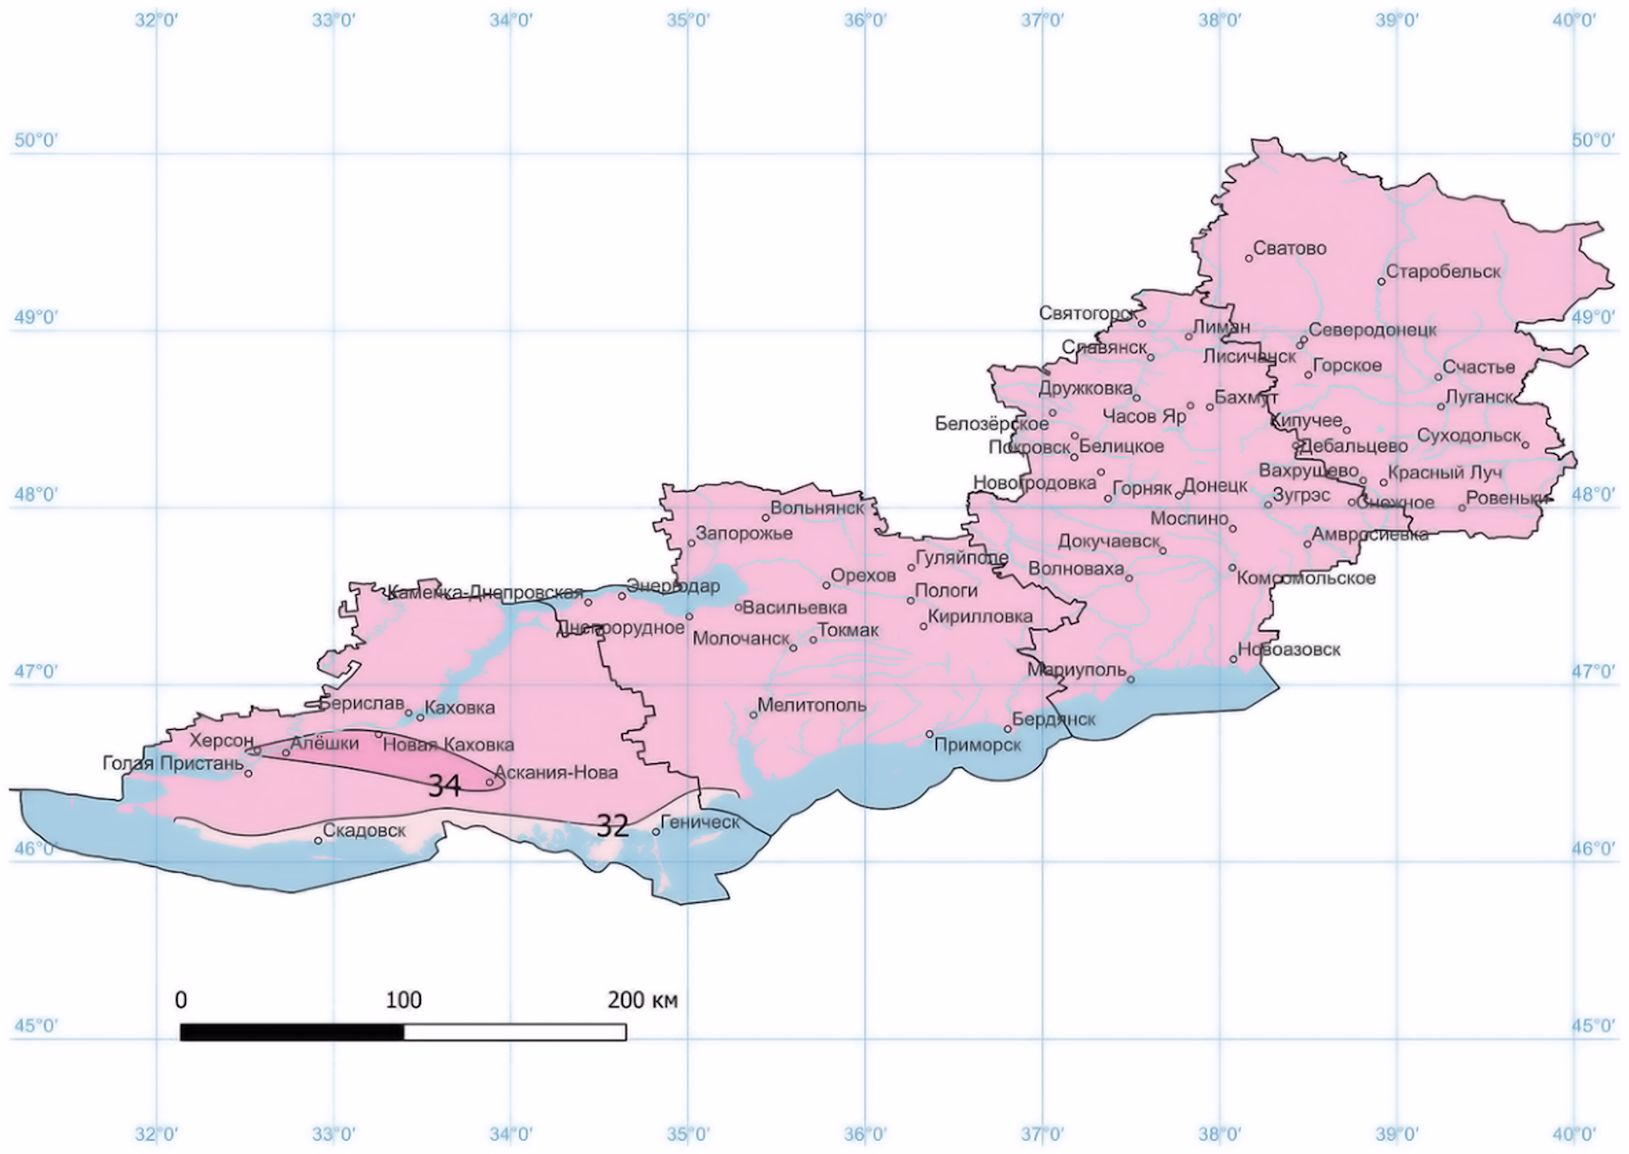 32°0′ 33°0′ 34°0′ 35°0′ 36°0′ 37°0′ 38°0′ 39°0′ 40°0′
50°0′ 50°0′
Сватово
Старобельск
49°0′ 49°0′
Святогорск
Лиман
Северодонецк
Славянск
Лисичанск
Горское
Счастье
Дружковка
Бахмут
Луганск
Часов Яр
Белозёрское
Кипучее
Суходольск
Покровск
Белицкое
Дебальцево
Вахрушево
Красный Луч
Новогродовка
Горняк
Донецк
Зугрэс
Снежное
Ровеньки
48°0′ 48°0′
Вольнянск
Моспино
Запорожье
Докучаевск
Амвросиевка
Гуляйполе
Волноваха
Орехов
Комсомольское
Каменка-Днепровская
Энергодар
Пологи
Васильевка
Кирилловка
Днепрорудное
Токмак
Молочанск
Новоазовск
47°0′ 47°0′
Мариуполь
Берислав
Каховка
Мелитополь
Бердянск
Херсон
Алёшки
Новая Каховка
Приморск
Голая Пристань
Аскания-Нова
34
32
Скадовск
Геническ
46°0′ 46°0′
0 100 200 км
45°0′ 45°0′
32°0′ 33°0′ 34°0′ 35°0′ 36°0′ 37°0′ 38°0′ 39°0′ 40°0′